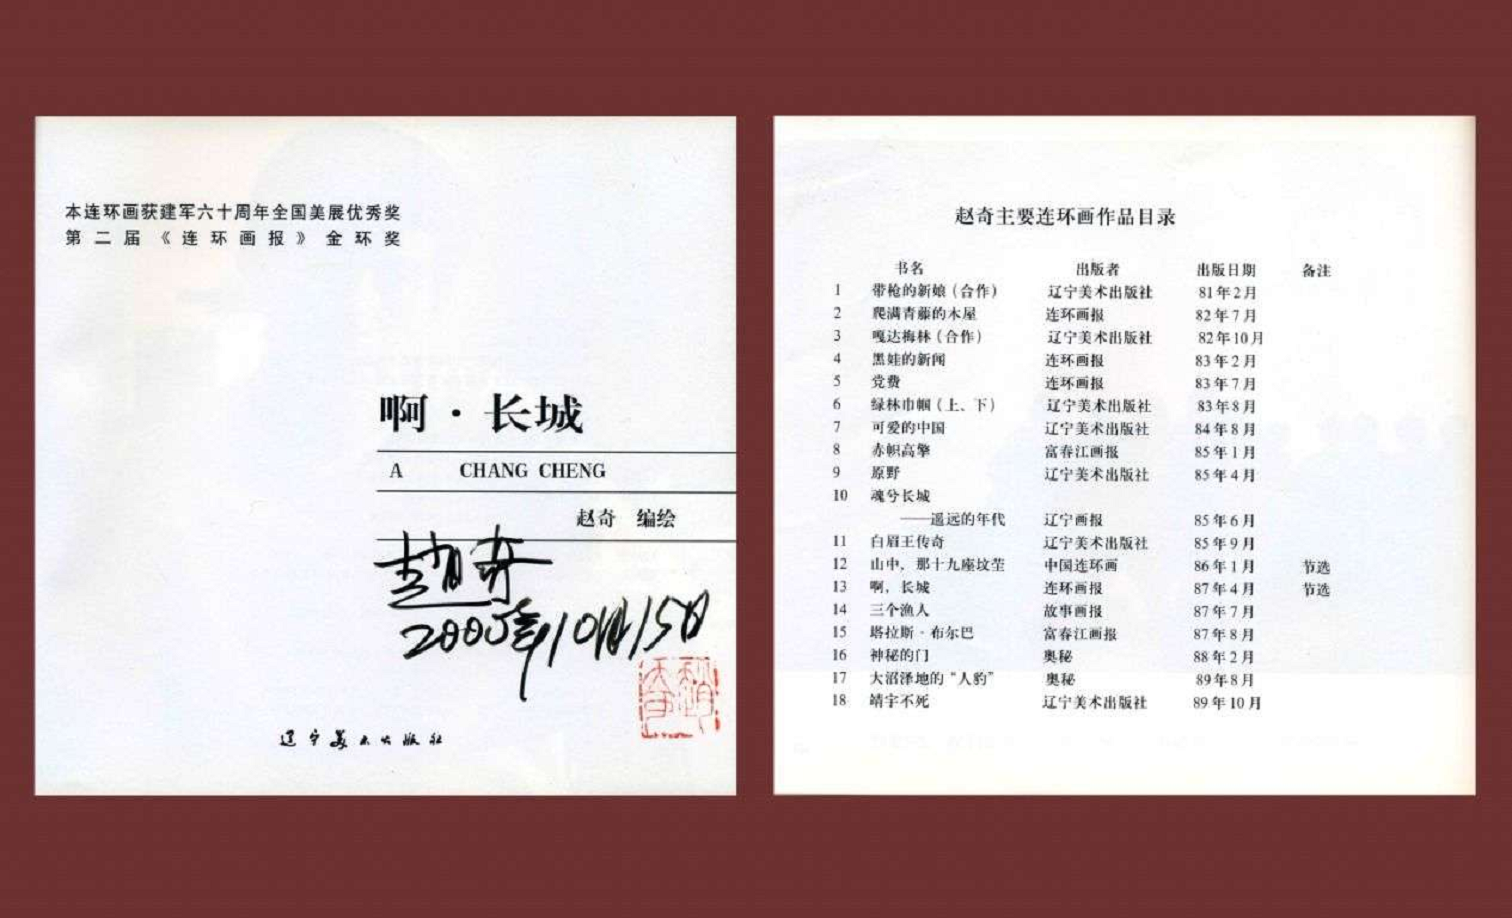 本连环画获建军六十周年全国美展优秀奖
第二届《连环画报》金环奖
啊·长城
A CHANG CHENG
赵奇 编绘
趙奇
2005年10月15日
趙奇
辽宁美术出版社
赵奇主要连环画作品目录
书名 出版者 出版日期 备注
1 带枪的新娘（合作） 辽宁美术出版社 81年2月
2 爬满青藤的木屋 连环画报 82年7月
3 嘎达梅林（合作） 辽宁美术出版社 82年10月
4 黑娃的新闻 连环画报 83年2月
5 党费 连环画报 83年7月
6 绿林巾帼（上、下） 辽宁美术出版社 83年8月
7 可爱的中国 辽宁美术出版社 84年8月
8 赤帜高擎 富春江画报 85年1月
9 原野 辽宁美术出版社 85年4月
10 魂兮长城
——遥远的年代 辽宁画报 85年6月
11 白眉王传奇 辽宁美术出版社 85年9月
12 山中，那十九座坟茔 中国连环画 86年1月 节选
13 啊，长城 连环画报 87年4月 节选
14 三个渔人 故事画报 87年7月
15 塔拉斯·布尔巴 富春江画报 87年8月
16 神秘的门 奥秘 88年2月
17 大沼泽地的“人豹” 奥秘 89年8月
18 靖宇不死 辽宁美术出版社 89年10月